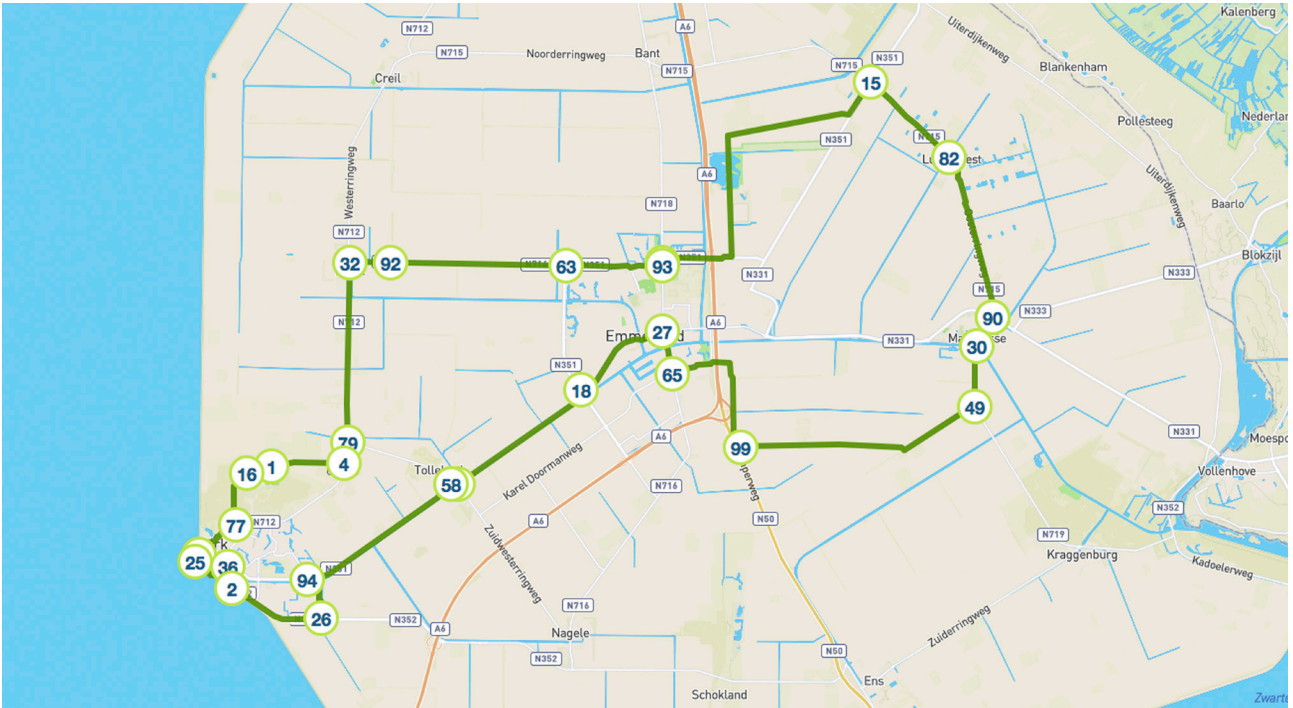 Kalenberg
N712
A6
Uiterdijkenweg
N715
Noorderringweg
Bant
N351
N715
N715
Blankenham
Creil
15
Pollesteeg
N351
82
Westerringweg
A6
Uiterdijkenweg
N718
Baarlo
N712
32
92
63
93
N331
N333
Blokzijl
N333
90
N712
A6
27
N331
30
N351
65
18
49
79
A6
99
N331
16
1
4
Karel Doormanweg
Vollenhove
58
N716
N352
77
N712
A6
N50
Zuidwesterringweg
N719
Kraggenburg
25
36
Kadoelerweg
2
94
N716
26
N352
A6
Nagele
Zuiderringweg
N352
N50
Ens
Schokland